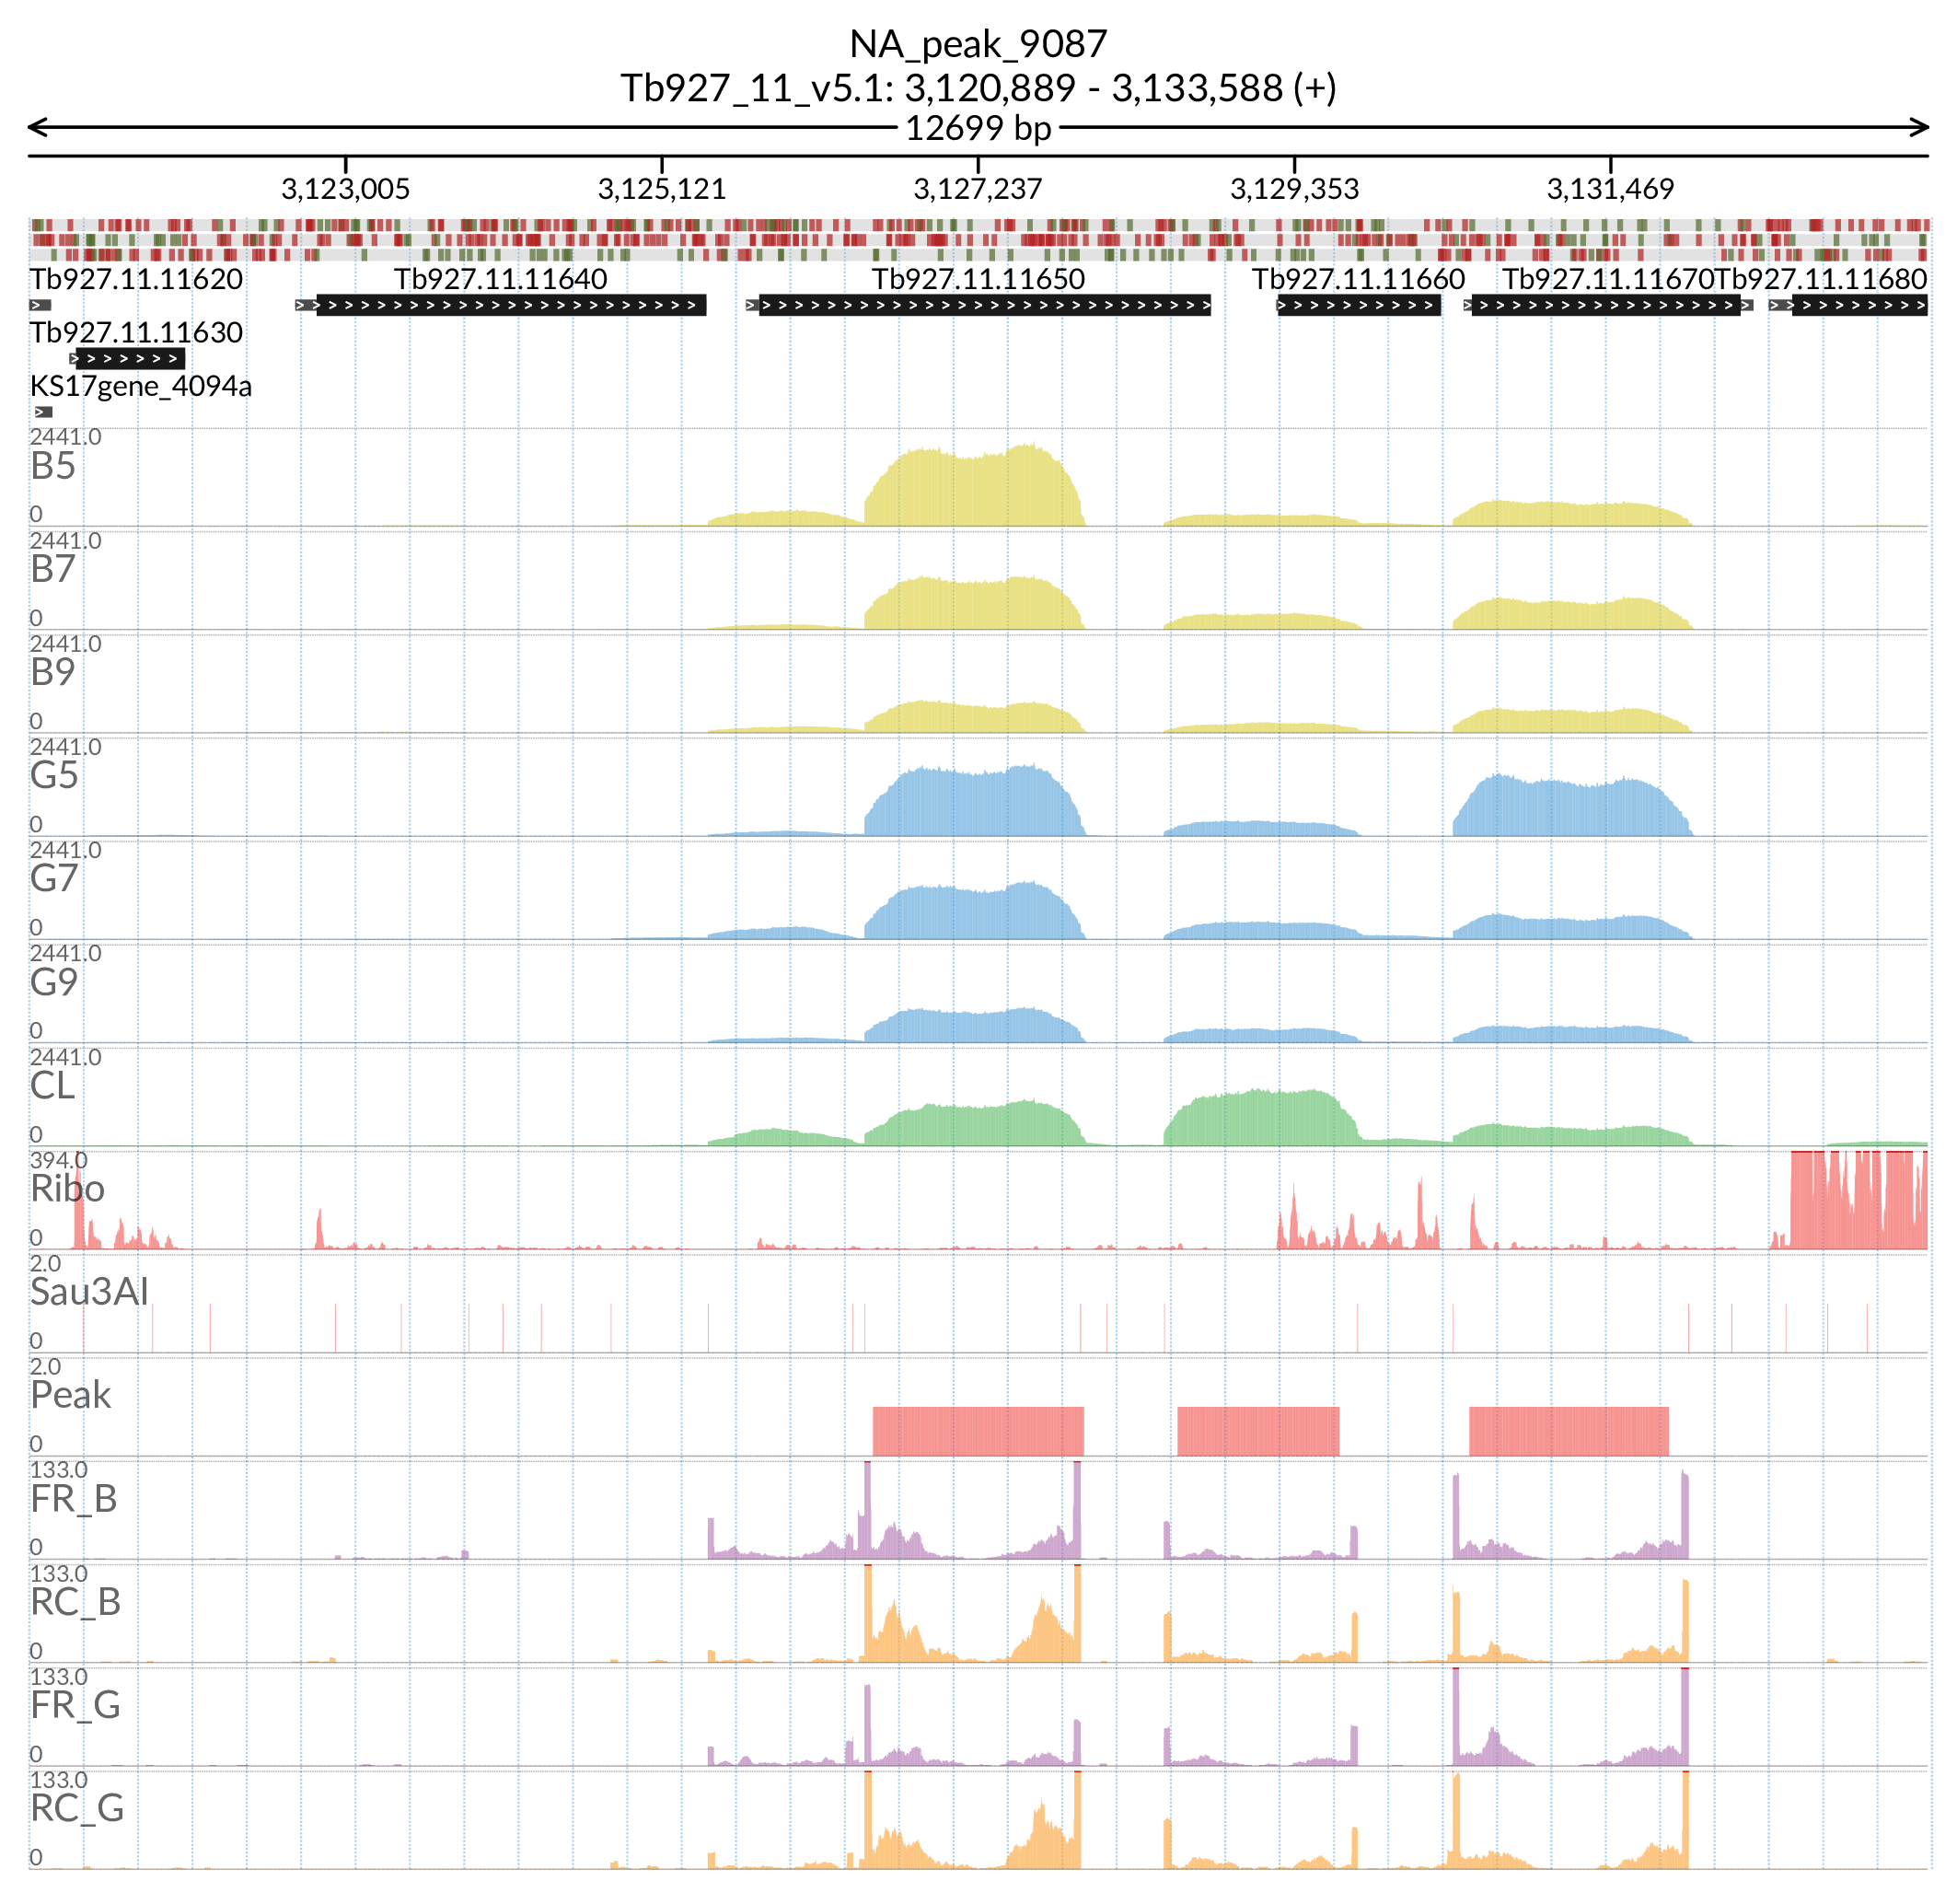 NA_peak_9087
Tb927_11_v5.1: 3,120,889 - 3,133,588 (+)
12699 bp
3,123,005 3,125,121 3,127,237 3,129,353 3,131,469
Tb927.11.11620 Tb927.11.11640 Tb927.11.11650 Tb927.11.11660 Tb927.11.11670 Tb927.11.11680
Tb927.11.11630
KS17gene_4094a
2441.0
B5
0
2441.0
B7
0
2441.0
B9
0
2441.0
G5
0
2441.0
G7
0
2441.0
G9
0
2441.0
CL
0
394.0
Ribo
0
2.0
Sau3AI
0
2.0
Peak
0
133.0
FR_B
0
133.0
RC_B
0
133.0
FR_G
0
133.0
RC_G
0